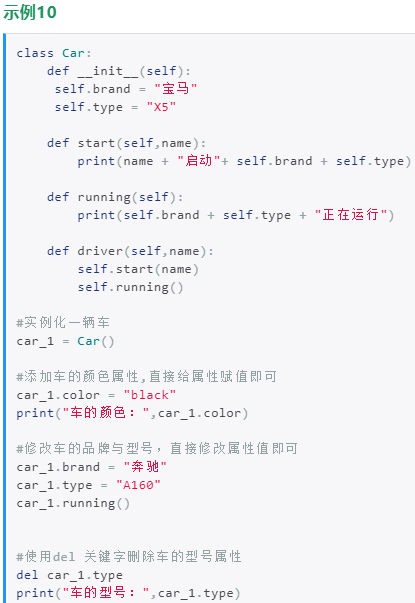 示例10
class Car:
    def __init__(self):
     self.brand = "宝马"
     self.type = "X5"
    def start(self,name):
        print(name + "启动"+ self.brand + self.type)
    def running(self):
        print(self.brand + self.type + "正在运行")
    def driver(self,name):
        self.start(name)
        self.running()
#实例化一辆车
car_1 = Car()
#添加车的颜色属性,直接给属性赋值即可
car_1.color = "black"
print("车的颜色：",car_1.color)
#修改车的品牌与型号，直接修改属性值即可
car_1.brand = "奔驰"
car_1.type = "A160"
car_1.running()
#使用del 关键字删除车的型号属性
del car_1.type
print("车的型号：",car_1.type)